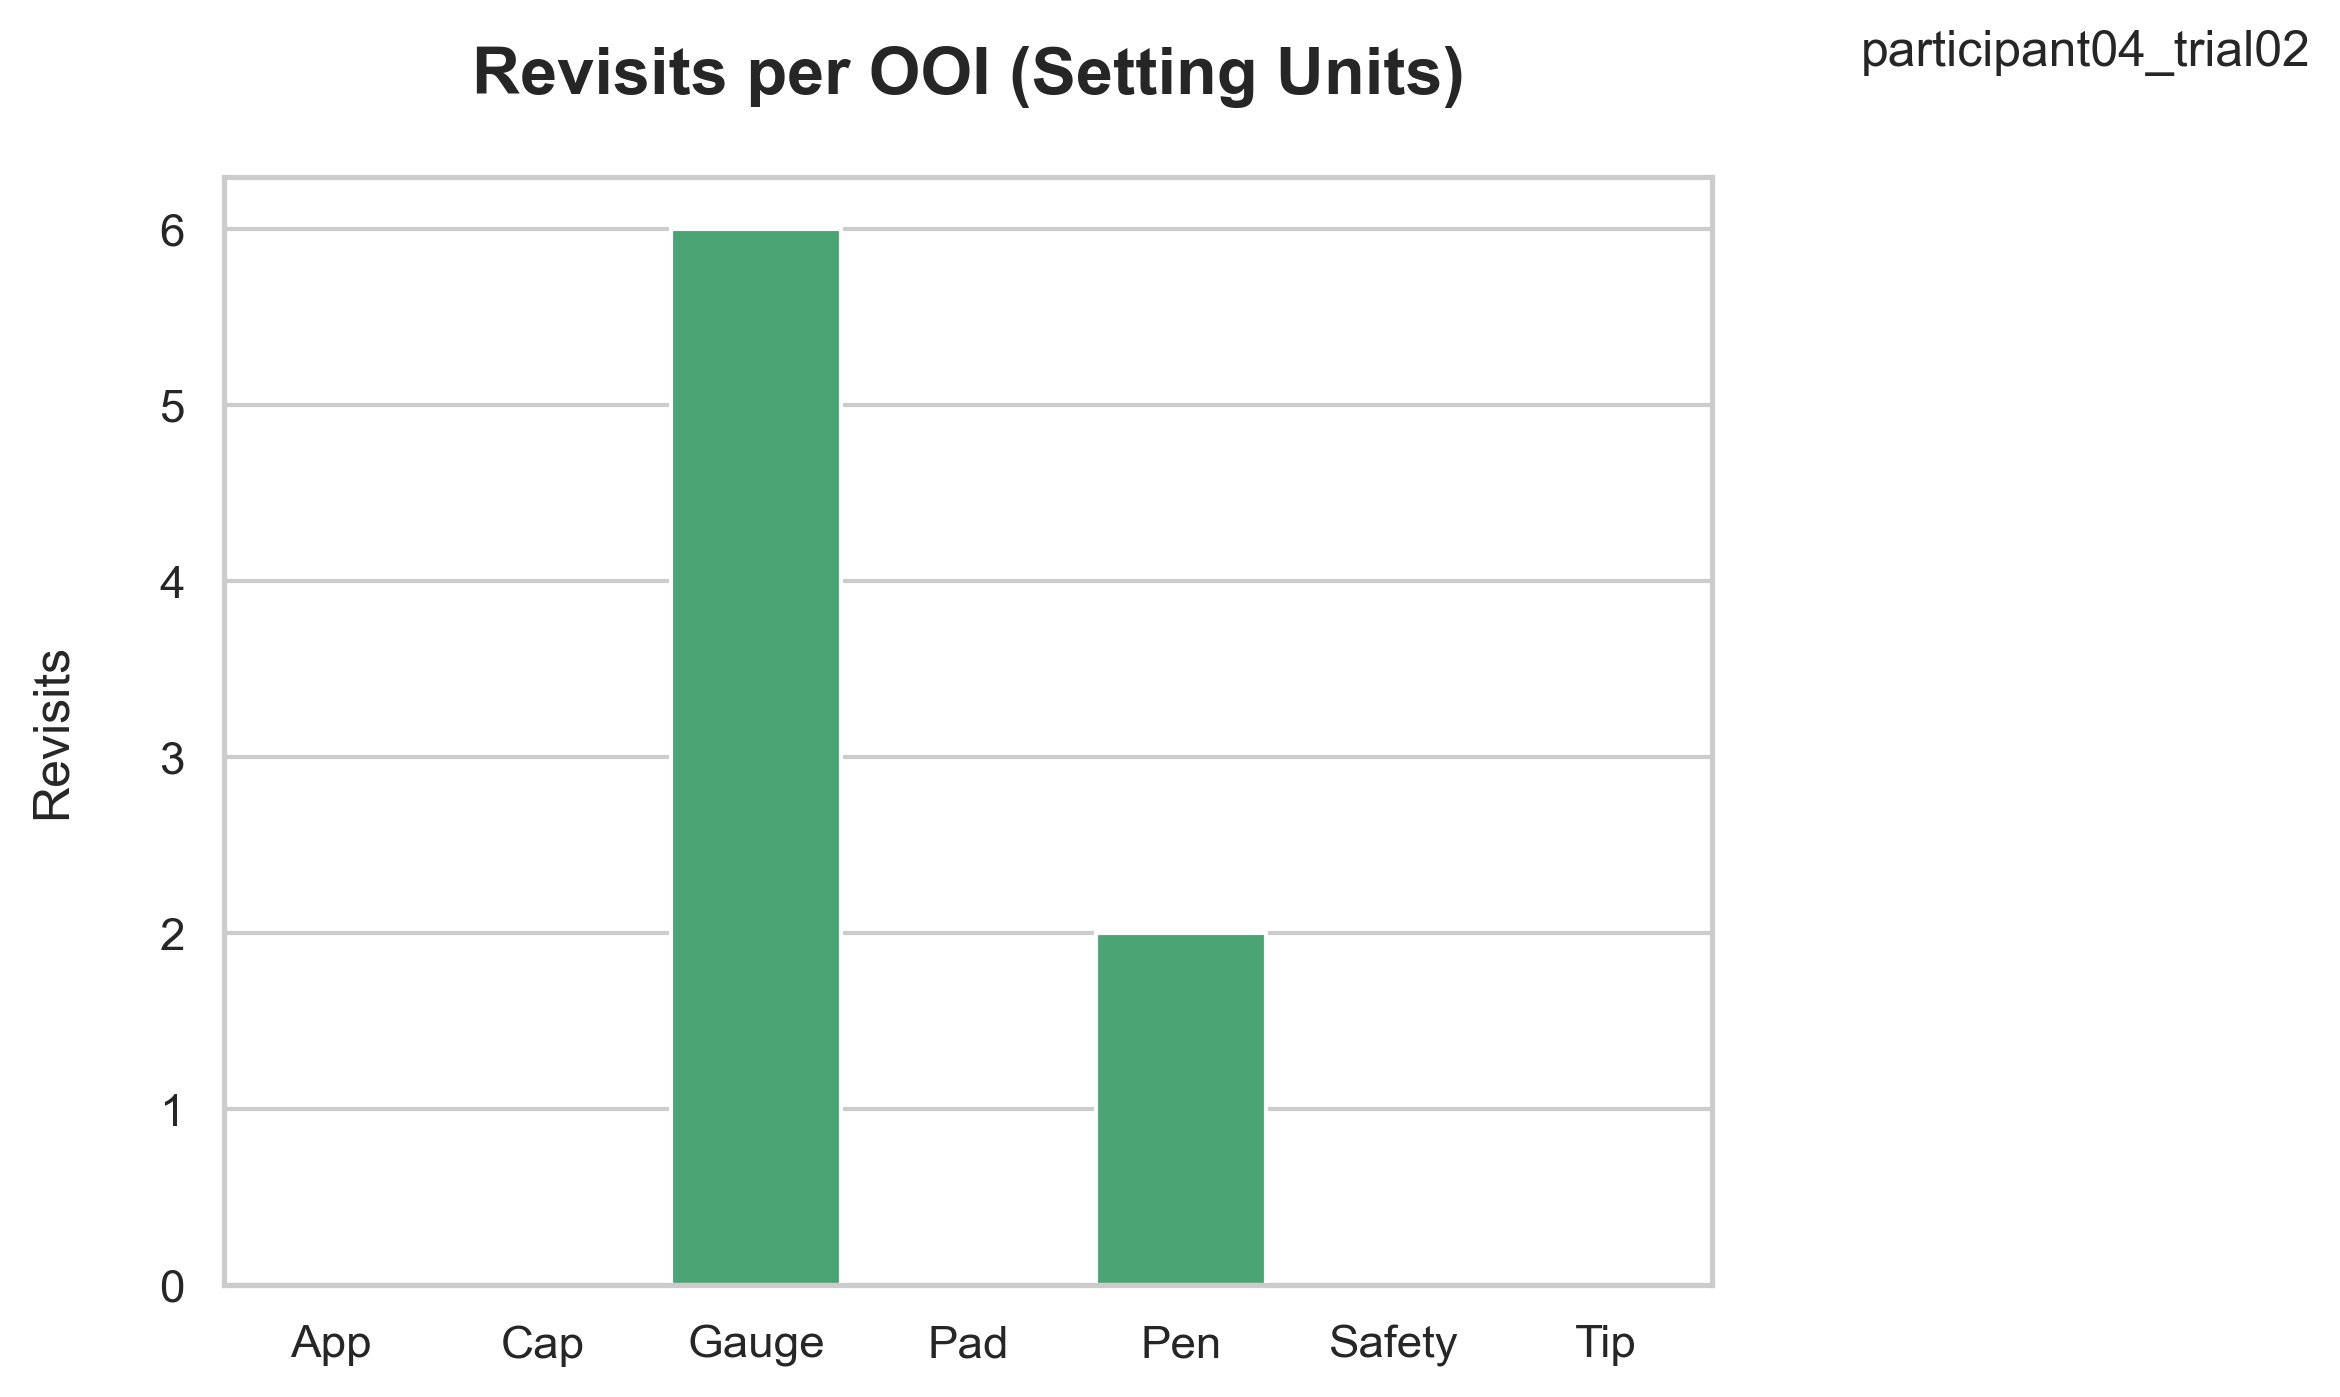 Revisits per OOI (Setting Units)
participant04_trial02
Revisits
6
5
4
3
2
1
0
App
Cap
Gauge
Pad
Pen
Safety
Tip